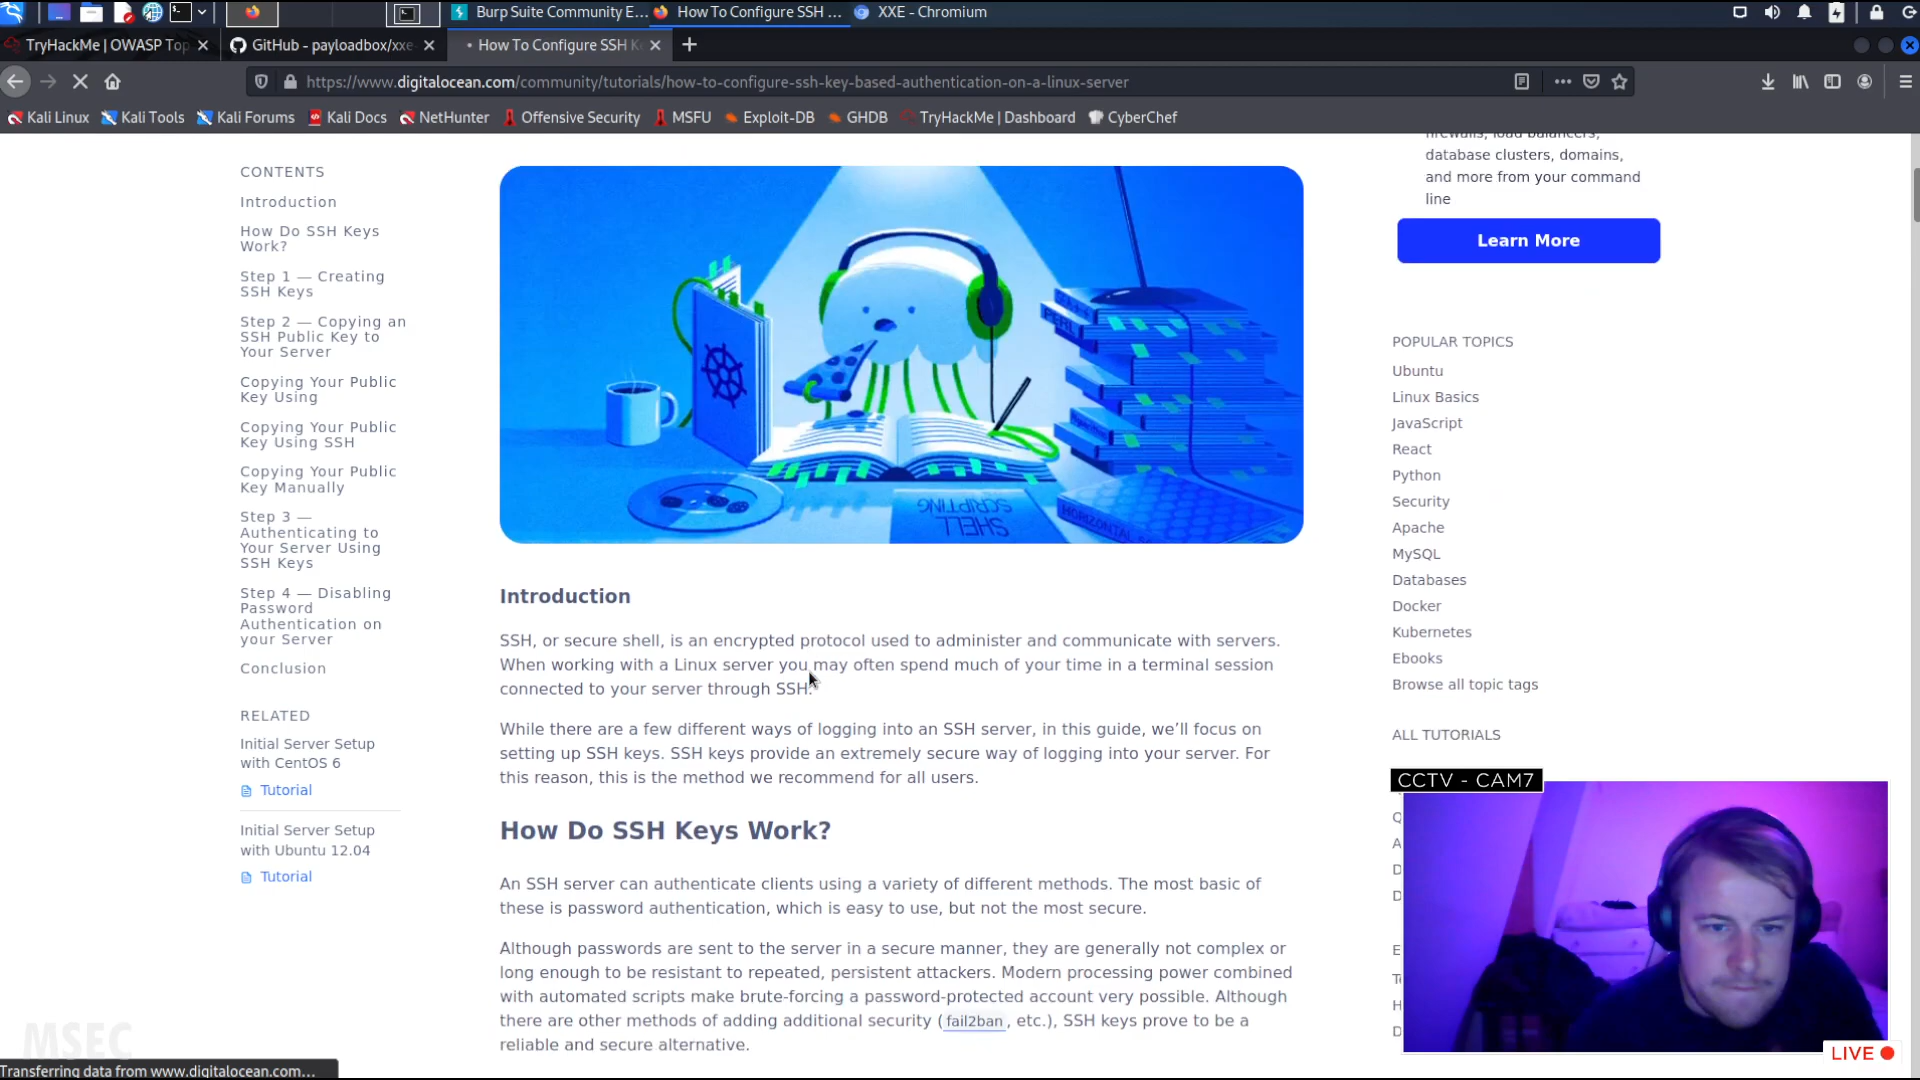 Burp Suite Community E...
How To Configure SSH ...
XXE - Chromium
TryHackMe | OWASP Top
GitHub - payloadbox/xxe-
How To Configure SSH K
https://www.digitalocean.com/community/tutorials/how-to-configure-ssh-key-based-authentication-on-a-linux-server
Kali Linux
Kali Tools
Kali Forums
Kali Docs
NetHunter
Offensive Security
MSFU
Exploit-DB
GHDB
TryHackMe | Dashboard
CyberChef
CONTENTS
Introduction
How Do SSH Keys
Work?
Step 1 — Creating
SSH Keys
Step 2 — Copying an
SSH Public Key to
Your Server
Copying Your Public
Key Using
Copying Your Public
Key Using SSH
Copying Your Public
Key Manually
Step 3 —
Authenticating to
Your Server Using
SSH Keys
Step 4 — Disabling
Password
Authentication on
your Server
Conclusion
RELATED
Initial Server Setup
with CentOS 6
Tutorial
Initial Server Setup
with Ubuntu 12.04
Tutorial
PERL
SHELL
SCRIPTING
HORIZONTAL
Introduction
SSH, or secure shell, is an encrypted protocol used to administer and communicate with servers.
When working with a Linux server you may often spend much of your time in a terminal session
connected to your server through SSH.
While there are a few different ways of logging into an SSH server, in this guide, we’ll focus on
setting up SSH keys. SSH keys provide an extremely secure way of logging into your server. For
this reason, this is the method we recommend for all users.
How Do SSH Keys Work?
An SSH server can authenticate clients using a variety of different methods. The most basic of
these is password authentication, which is easy to use, but not the most secure.
Although passwords are sent to the server in a secure manner, they are generally not complex or
long enough to be resistant to repeated, persistent attackers. Modern processing power combined
with automated scripts make brute-forcing a password-protected account very possible. Although
there are other methods of adding additional security (fail2ban, etc.), SSH keys prove to be a
reliable and secure alternative.
firewalls, load balancers,
database clusters, domains,
and more from your command
line
Learn More
POPULAR TOPICS
Ubuntu
Linux Basics
JavaScript
React
Python
Security
Apache
MySQL
Databases
Docker
Kubernetes
Ebooks
Browse all topic tags
ALL TUTORIALS
CCTV - CAM7
LIVE
MSEC
Transferring data from www.digitalocean.com...